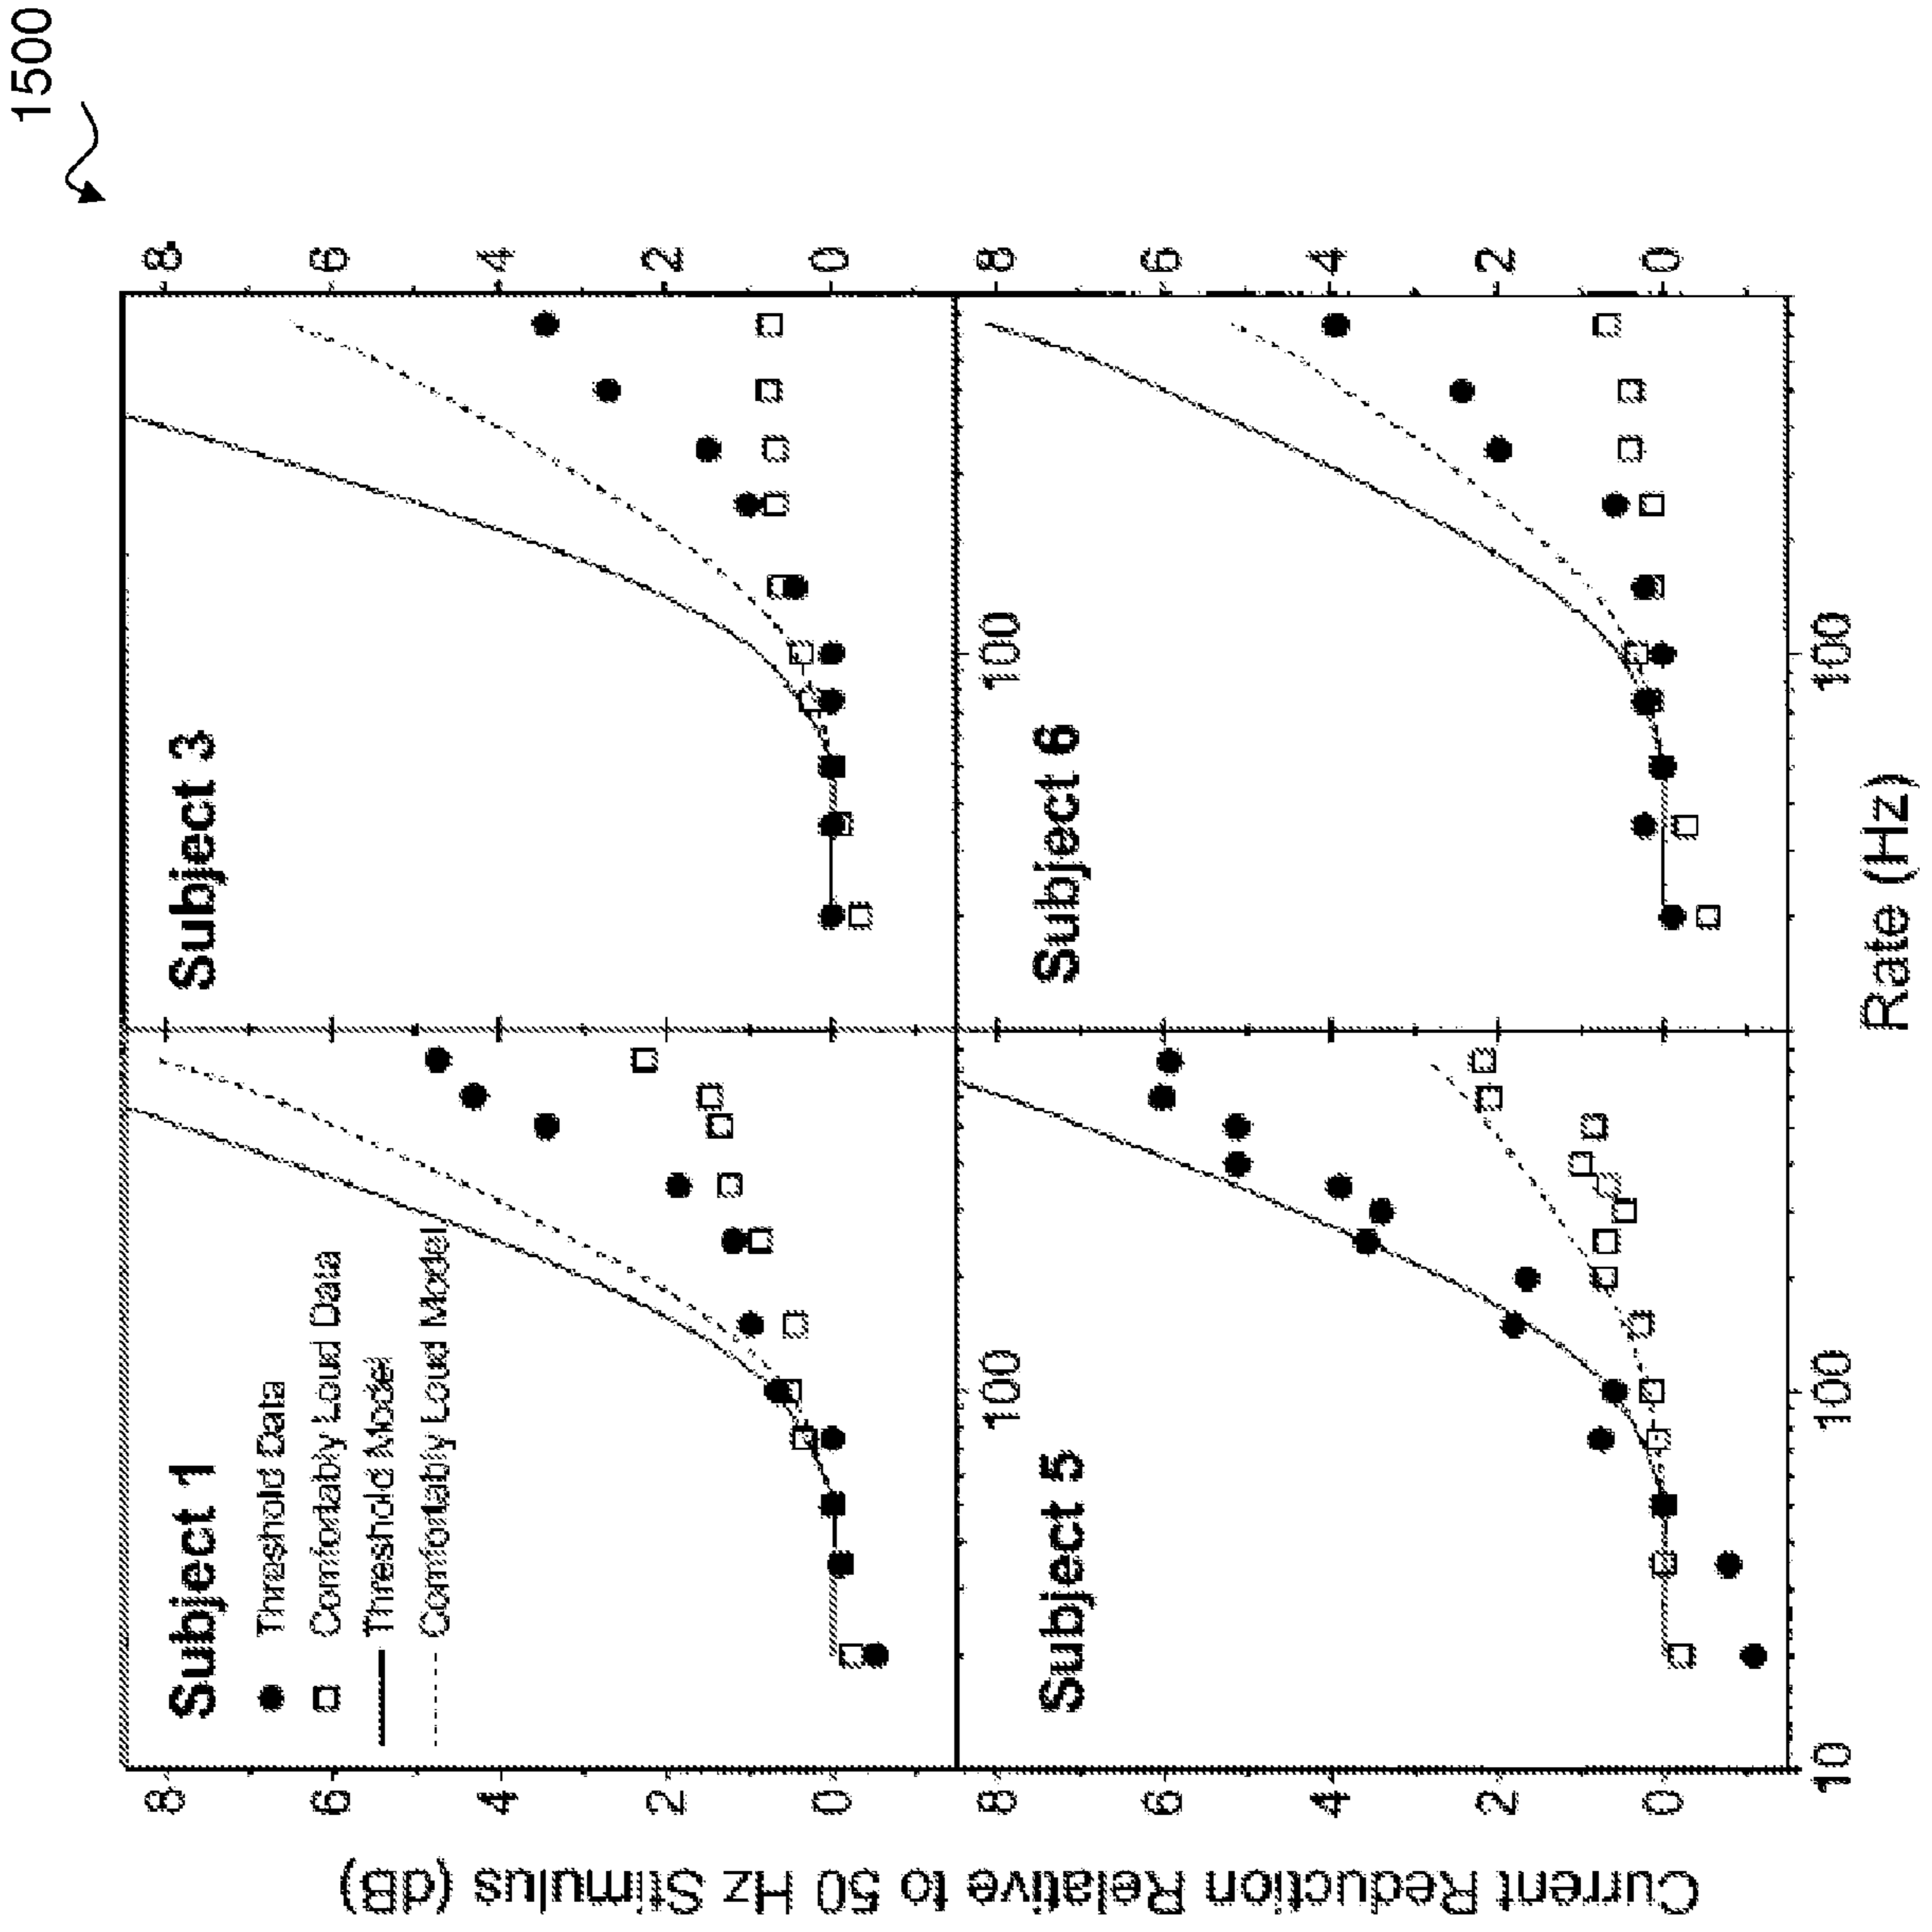 1500
Subject 1
Threshold Data
Comfortably Loud Data
Threshold Model
Comfortably Loud Model
8
6
4
2
0
100
Subject 3
8
6
4
2
0
100
Subject 5
8
6
4
2
0
10
100
Subject 6
8
6
4
2
0
100
Rate (Hz)
Current Reduction Relative to 50 Hz Stimulus (dB)